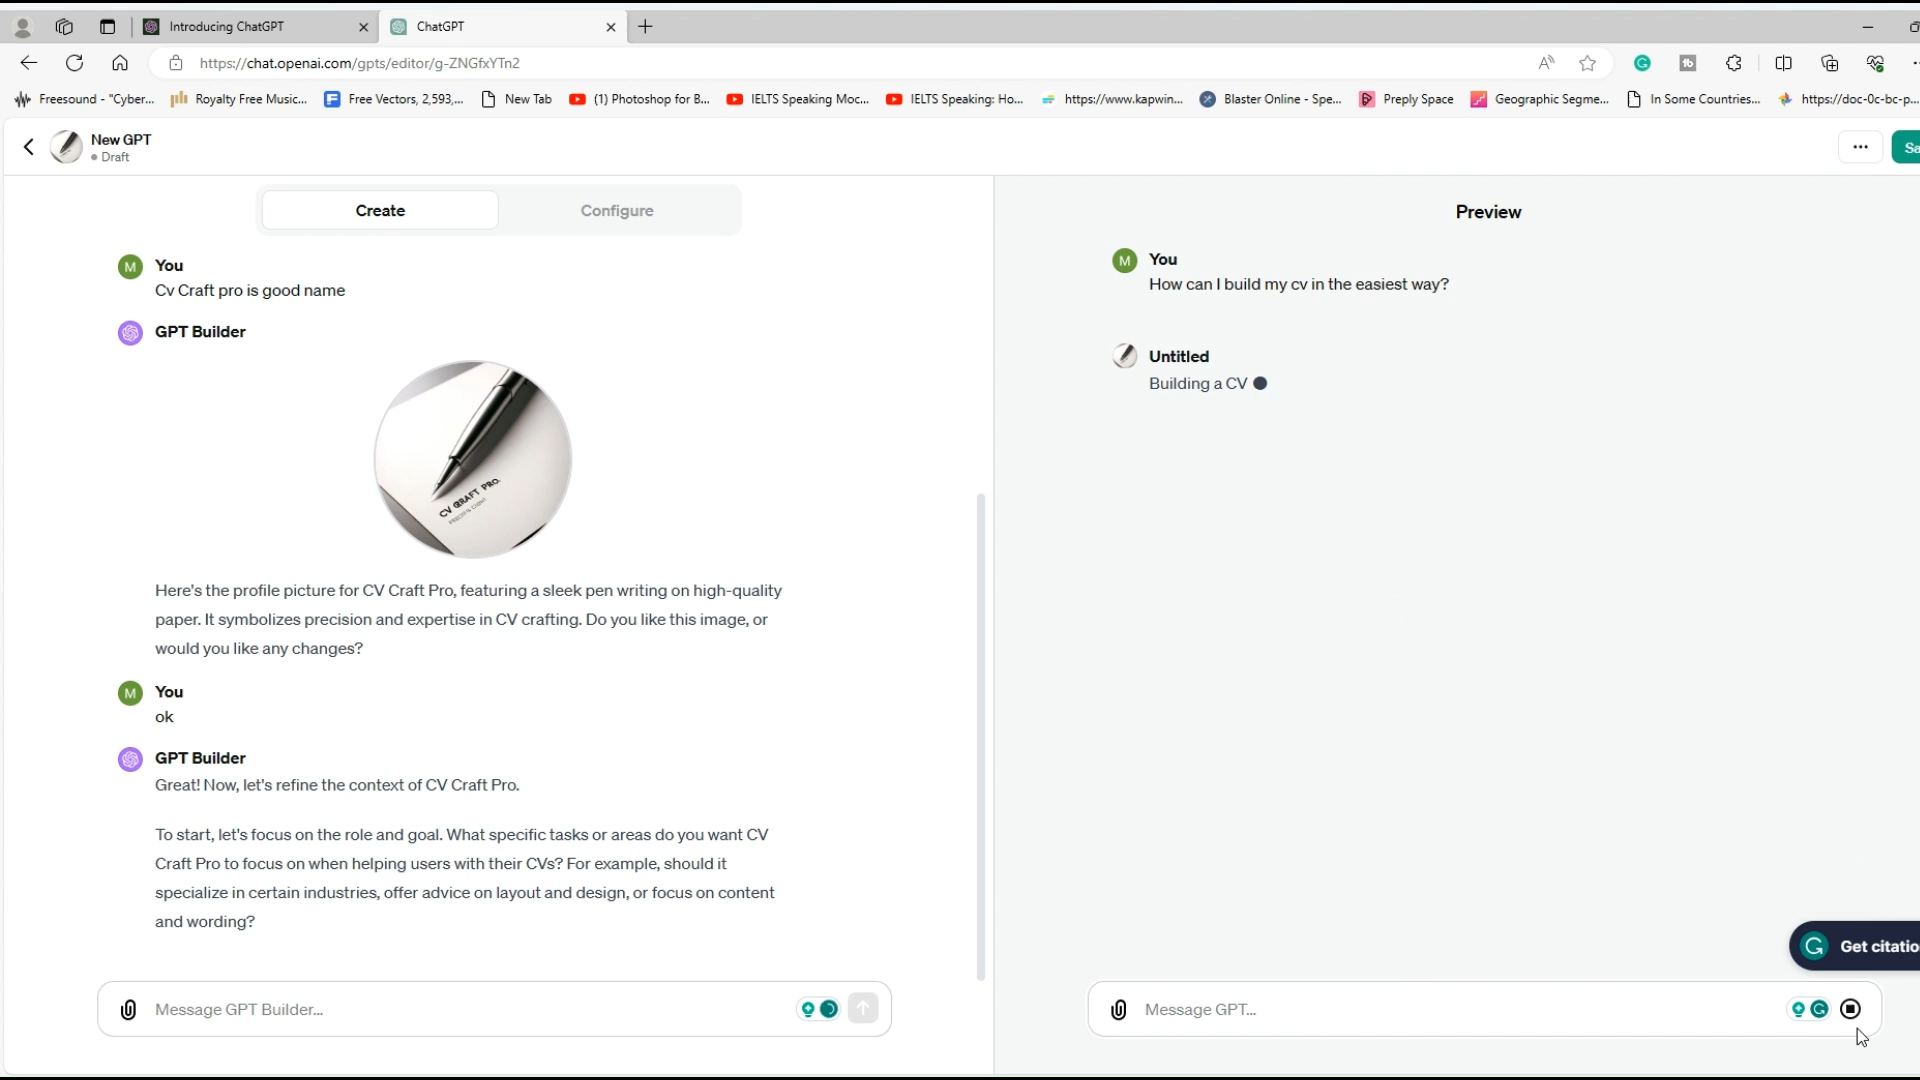 Introducing ChatGPT
ChatGPT
https://chat.openai.com/gpts/editor/g-ZNGfxYTn2
Freesound - "Cyber...
Royalty Free Music...
Free Vectors, 2,593,...
New Tab
(1) Photoshop for B...
IELTS Speaking Moc...
IELTS Speaking: Ho...
https://www.kapwin...
Blaster Online - Spe...
Preply Space
Geographic Segme...
In Some Countries...
https://doc-0c-bc-p...
New GPT
Draft
Sa
Create
Configure
You
Cv Craft pro is good name
GPT Builder
Here's the profile picture for CV Craft Pro, featuring a sleek pen writing on high-quality
paper. It symbolizes precision and expertise in CV crafting. Do you like this image, or
would you like any changes?
You
ok
GPT Builder
Great! Now, let's refine the context of CV Craft Pro.
To start, let's focus on the role and goal. What specific tasks or areas do you want CV
Craft Pro to focus on when helping users with their CVs? For example, should it
specialize in certain industries, offer advice on layout and design, or focus on content
and wording?
Message GPT Builder...
Preview
You
How can I build my cv in the easiest way?
Untitled
Building a CV
Get citatio
Message GPT...